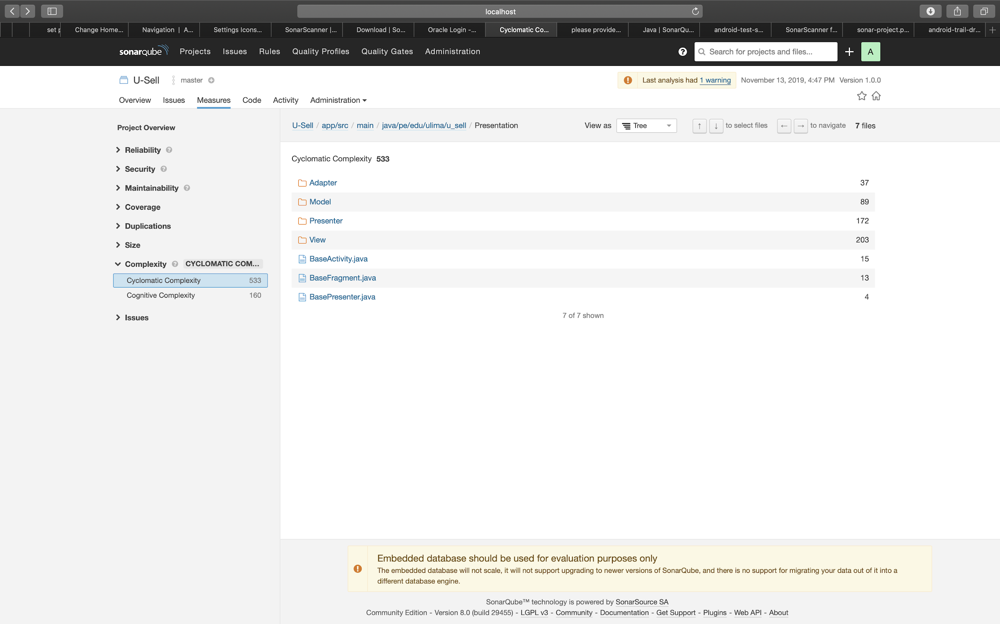 localhost
set p
Change Home...
Navigation | A...
Settings Icons...
SonarScanner |...
Download | So...
Oracle Login -...
Cyclomatic Co...
please provide...
Java | SonarQu...
android-test-s...
SonarScanner f...
sonar-project.p...
android-trail-dr...
sonarqube Projects Issues Rules Quality Profiles Quality Gates Administration Search for projects and files... A
U-Sell master Last analysis had 1 warning November 13, 2019, 4:47 PM Version 1.0.0
Overview Issues Measures Code Activity Administration
Project Overview
Reliability
Security
Maintainability
Coverage
Duplications
Size
Complexity CYCLOMATIC COM...
Cyclomatic Complexity 533
Cognitive Complexity 160
Issues
U-Sell / app/src / main / java/pe/edu/ulima/u_sell / Presentation View as Tree ↑ ↓ to select files ← → to navigate 7 files
Cyclomatic Complexity 533
Adapter 37
Model 89
Presenter 172
View 203
BaseActivity.java 15
BaseFragment.java 13
BasePresenter.java 4
7 of 7 shown
Embedded database should be used for evaluation purposes only
The embedded database will not scale, it will not support upgrading to newer versions of SonarQube, and there is no support for migrating your data out of it into a
different database engine.
SonarQube™ technology is powered by SonarSource SA
Community Edition - Version 8.0 (build 29455) - LGPL v3 - Community - Documentation - Get Support - Plugins - Web API - About